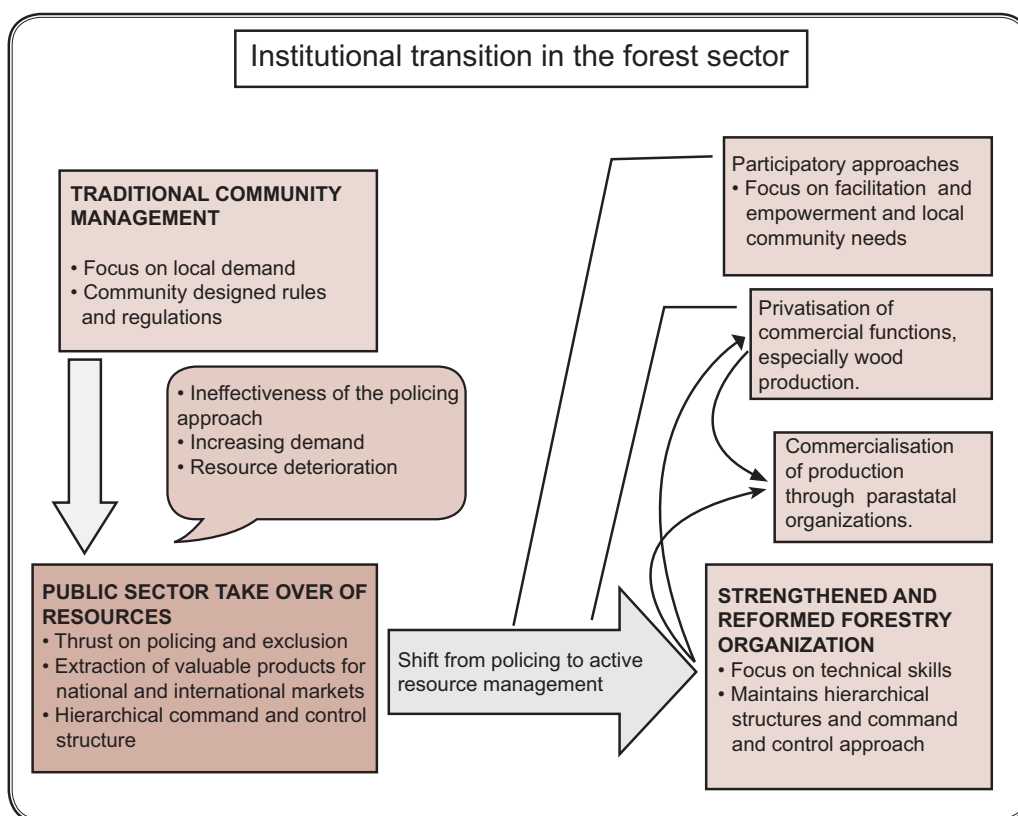 Institutional transition in the forest sector
TRADITIONAL COMMUNITY
MANAGEMENT
• Focus on local demand
• Community designed rules
and regulations
• Ineffectiveness of the policing
approach
• Increasing demand
• Resource deterioration
PUBLIC SECTOR TAKE OVER OF
RESOURCES
• Thrust on policing and exclusion
• Extraction of valuable products for
national and international markets
• Hierarchical command and control
structure
Shift from policing to active
resource management
Participatory approaches
• Focus on facilitation and
empowerment and local
community needs
Privatisation of
commercial functions,
especially wood
production.
Commercialisation
of production
through parastatal
organizations.
STRENGTHENED AND
REFORMED FORESTRY
ORGANIZATION
• Focus on technical skills
• Maintains hierarchical
structures and command
and control approach